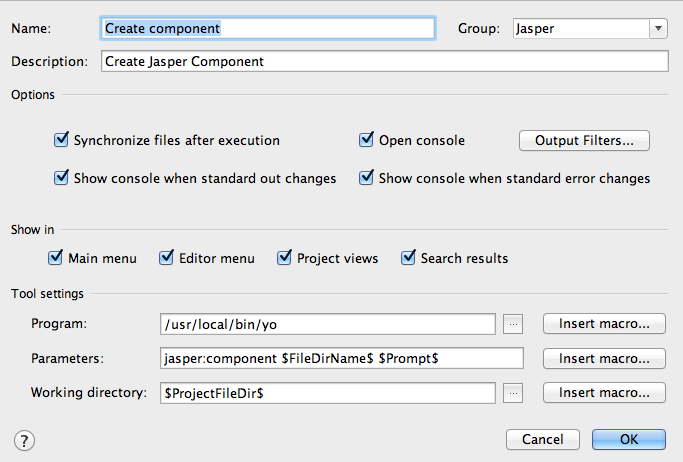 Name: Create component Group: Jasper
Description: Create Jasper Component
Options
Synchronize files after execution Open console Output Filters...
Show console when standard out changes Show console when standard error changes
Show in
Main menu Editor menu Project views Search results
Tool settings
Program: /usr/local/bin/yo ... Insert macro...
Parameters: jasper:component $FileDirName$ $Prompt$ Insert macro...
Working directory: $ProjectFileDir$ ... Insert macro...
? Cancel OK